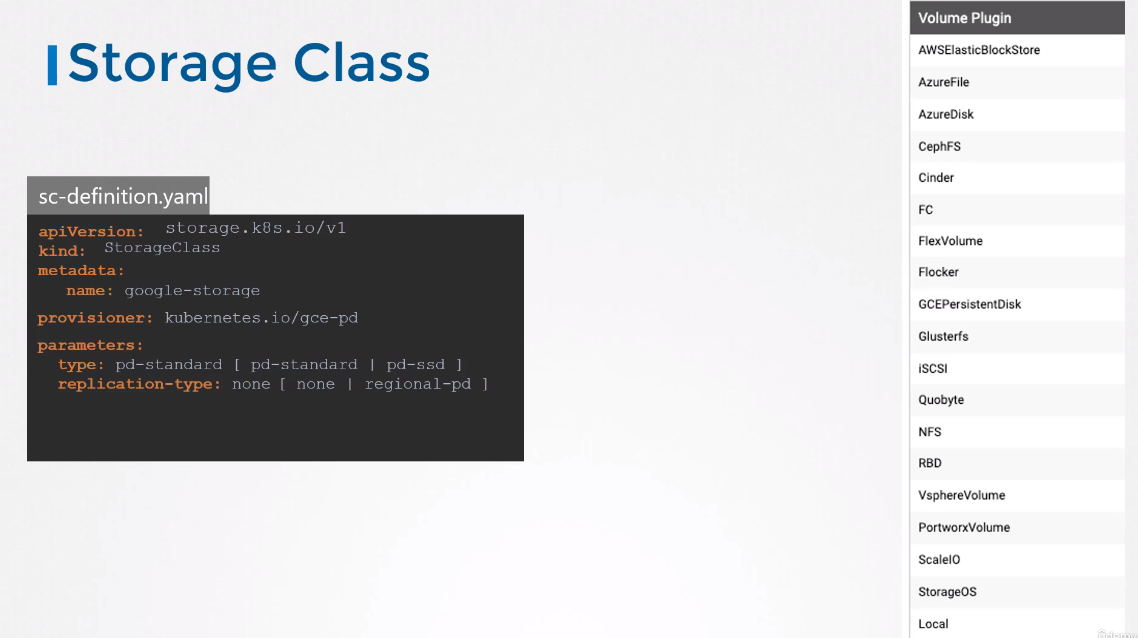 Storage Class
sc-definition.yaml
apiVersion: storage.k8s.io/v1
kind: StorageClass
metadata:
name: google-storage
provisioner: kubernetes.io/gce-pd
parameters:
type: pd-standard [ pd-standard | pd-ssd ]
replication-type: none [ none | regional-pd ]
Volume Plugin
AWSElasticBlockStore
AzureFile
AzureDisk
CephFS
Cinder
FC
FlexVolume
Flocker
GCEPersistentDisk
Glusterfs
iSCSI
Quobyte
NFS
RBD
VsphereVolume
PortworxVolume
ScaleIO
StorageOS
Local